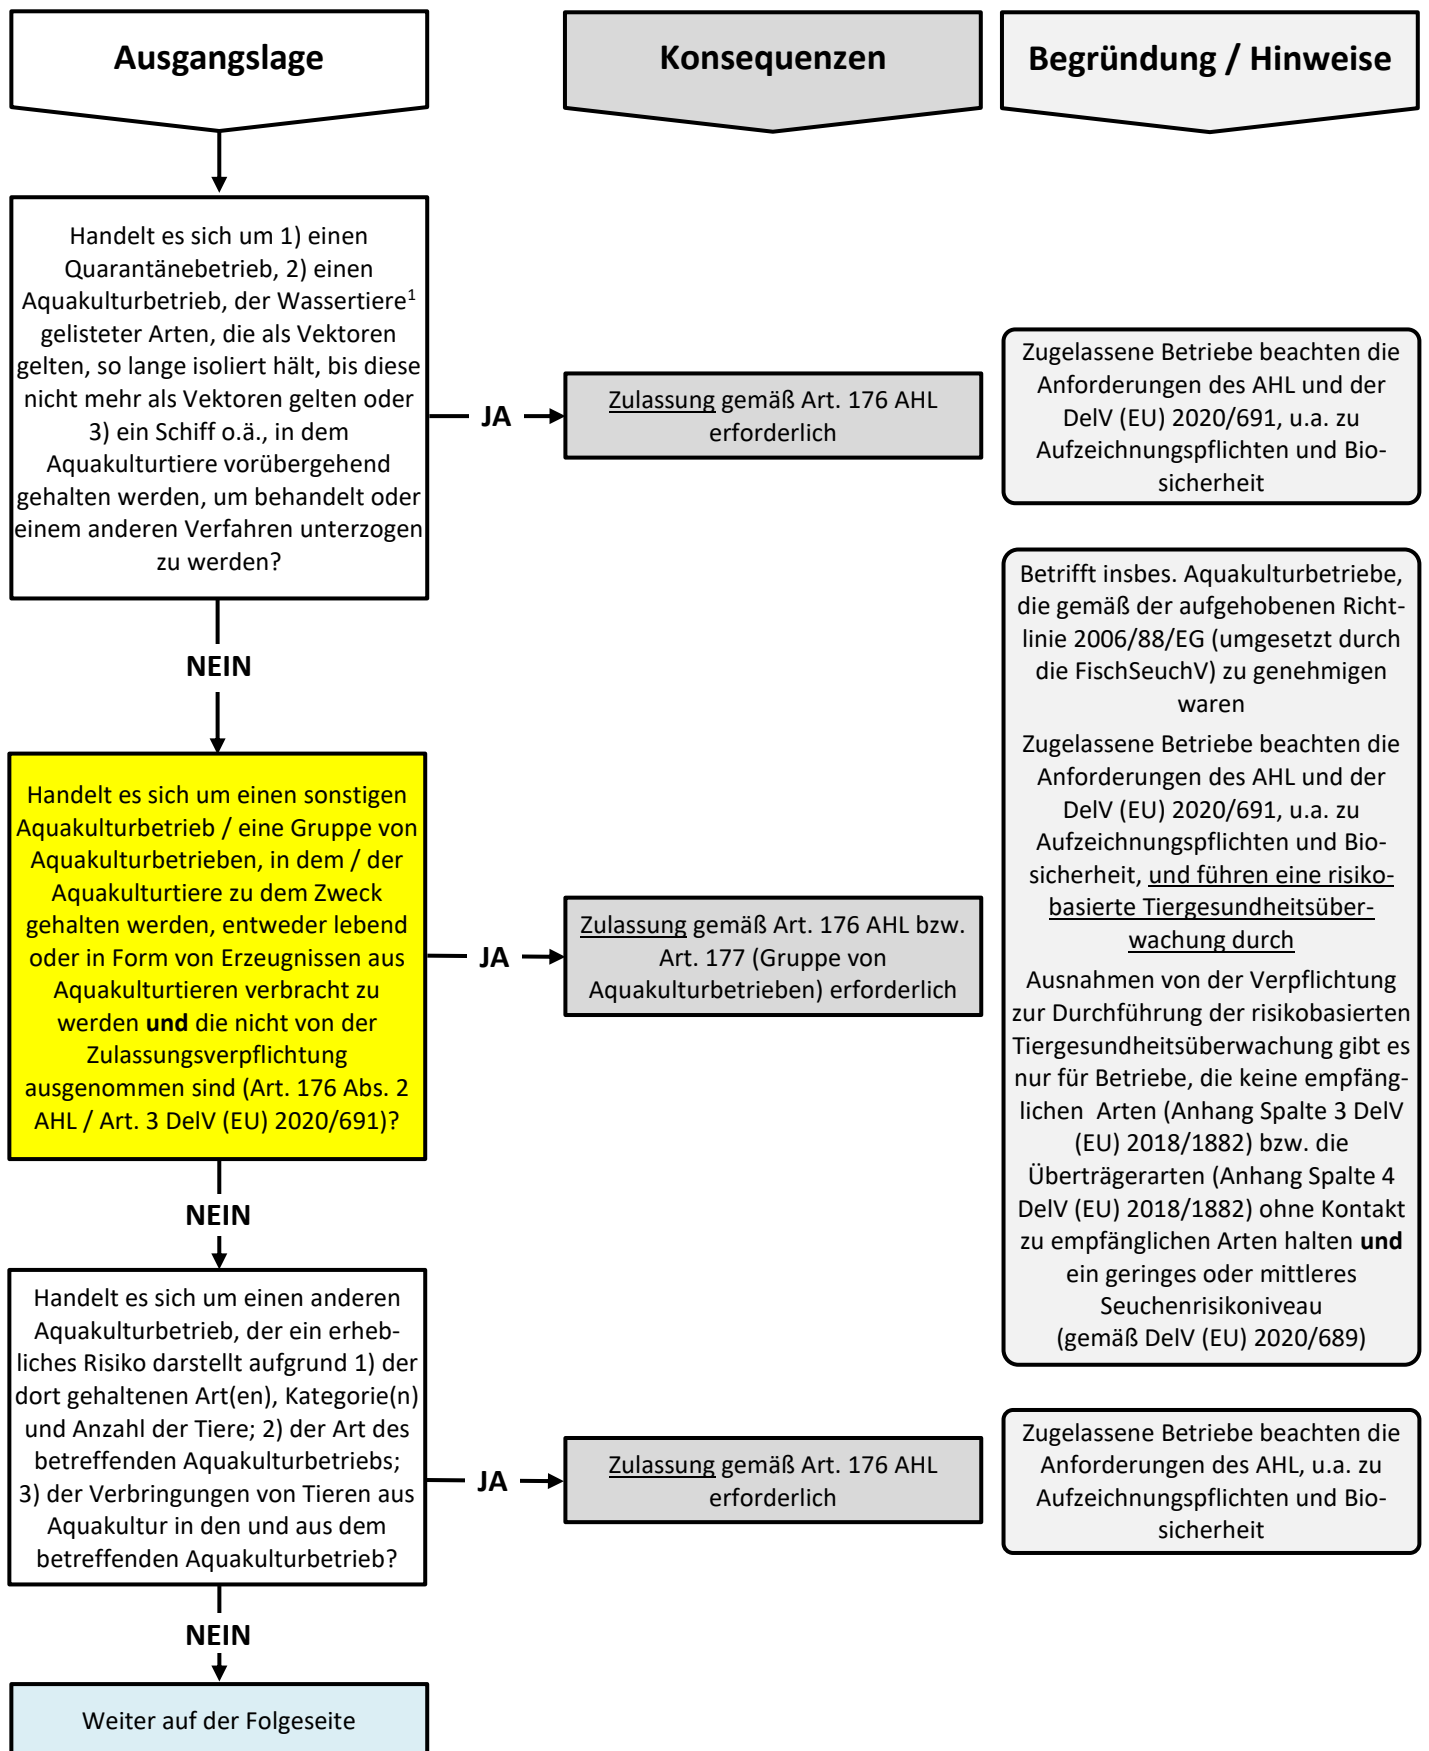 Ausgangslage
Konsequenzen
Begründung / Hinweise
Handelt es sich um 1) einen
Quarantänebetrieb, 2) einen
Aquakulturbetrieb, der Wassertiere¹
gelisteter Arten, die als Vektoren
gelten, so lange isoliert hält, bis diese
nicht mehr als Vektoren gelten oder
3) ein Schiff o.ä., in dem
Aquakulturtiere vorübergehend
gehalten werden, um behandelt oder
einem anderen Verfahren unterzogen
zu werden?
JA
Zulassung gemäß Art. 176 AHL
erforderlich
Zugelassene Betriebe beachten die
Anforderungen des AHL und der
DelV (EU) 2020/691, u.a. zu
Aufzeichnungspflichten und Bio-
sicherheit
NEIN
Handelt es sich um einen sonstigen
Aquakulturbetrieb / eine Gruppe von
Aquakulturbetrieben, in dem / der
Aquakulturtiere zu dem Zweck
gehalten werden, entweder lebend
oder in Form von Erzeugnissen aus
Aquakulturtieren verbracht zu
werden und die nicht von der
Zulassungsverpflichtung
ausgenommen sind (Art. 176 Abs. 2
AHL / Art. 3 DelV (EU) 2020/691)?
JA
Zulassung gemäß Art. 176 AHL bzw.
Art. 177 (Gruppe von
Aquakulturbetrieben) erforderlich
Betrifft insbes. Aquakulturbetriebe,
die gemäß der aufgehobenen Richt-
linie 2006/88/EG (umgesetzt durch
die FischSeuchV) zu genehmigen
waren
Zugelassene Betriebe beachten die
Anforderungen des AHL und der
DelV (EU) 2020/691, u.a. zu
Aufzeichnungspflichten und Bio-
sicherheit, und führen eine risiko-
basierte Tiergesundheitsüber-
wachung durch
Ausnahmen von der Verpflichtung
zur Durchführung der risikobasierten
Tiergesundheitsüberwachung gibt es
nur für Betriebe, die keine empfäng-
lichen Arten (Anhang Spalte 3 DelV
(EU) 2018/1882) bzw. die
Überträgerarten (Anhang Spalte 4
DelV (EU) 2018/1882) ohne Kontakt
zu empfänglichen Arten halten und
ein geringes oder mittleres
Seuchenrisikoniveau
(gemäß DelV (EU) 2020/689)
NEIN
Handelt es sich um einen anderen
Aquakulturbetrieb, der ein erheb-
liches Risiko darstellt aufgrund 1) der
dort gehaltenen Art(en), Kategorie(n)
und Anzahl der Tiere; 2) der Art des
betreffenden Aquakulturbetriebs;
3) der Verbringungen von Tieren aus
Aquakultur in den und aus dem
betreffenden Aquakulturbetrieb?
JA
Zulassung gemäß Art. 176 AHL
erforderlich
Zugelassene Betriebe beachten die
Anforderungen des AHL, u.a. zu
Aufzeichnungspflichten und Bio-
sicherheit
NEIN
Weiter auf der Folgeseite